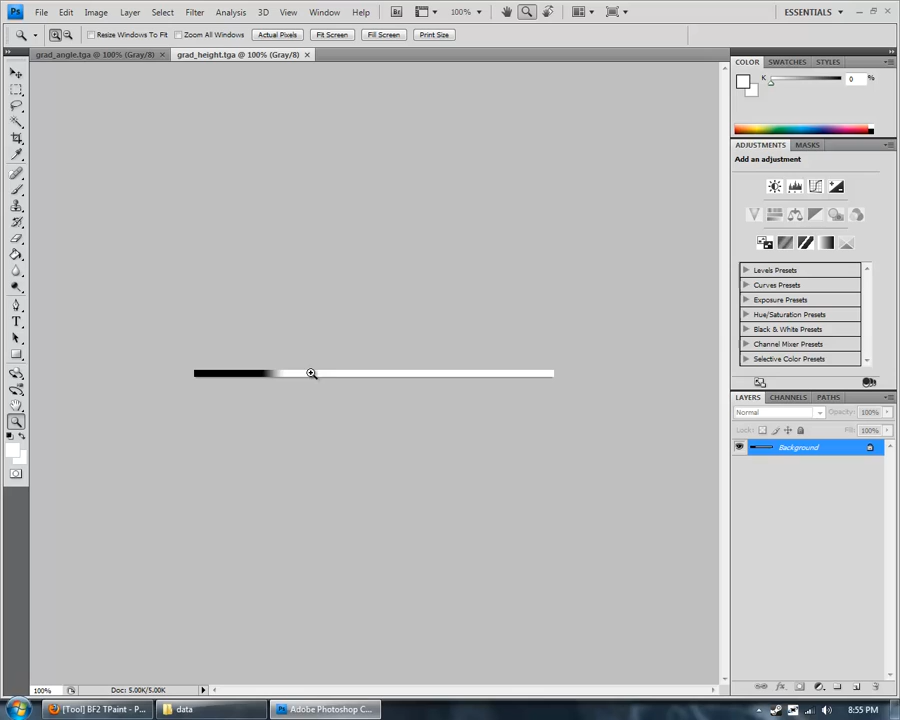 Ps File Edit Image Layer Select Filter Analysis 3D View Window Help Br 100% ESSENTIALS
Resize Windows To Fit Zoom All Windows Actual Pixels Fit Screen Fill Screen Print Size
grad_angle.tga @ 100% (Gray/8) grad_height.tga @ 100% (Gray/8)
COLOR SWATCHES STYLES
K 0 %
ADJUSTMENTS MASKS
Add an adjustment
V
Levels Presets
Curves Presets
Exposure Presets
Hue/Saturation Presets
Black & White Presets
Channel Mixer Presets
Selective Color Presets
T
LAYERS CHANNELS PATHS
Normal Opacity: 100%
Lock: Fill: 100%
Background
fx
100% Doc: 5.00K/5.00K
[Tool] BF2 TPaint - P... data Ps Adobe Photoshop C... 8:55 PM